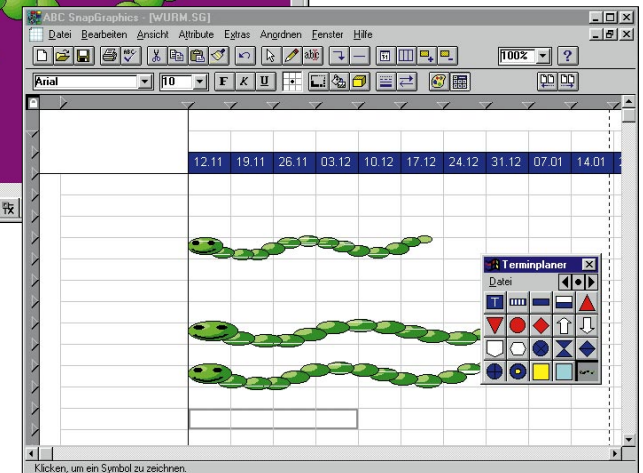 ABC SnapGraphics - [WURM.SG]
Datei Bearbeiten Ansicht Attribute Extras Anordnen Fenster Hilfe
100%
Arial 10 F K U
12.11 19.11 26.11 03.12 10.12 17.12 24.12 31.12 07.01 14.01
Terminplaner
Datei
T
Klicken, um ein Symbol zu zeichnen.